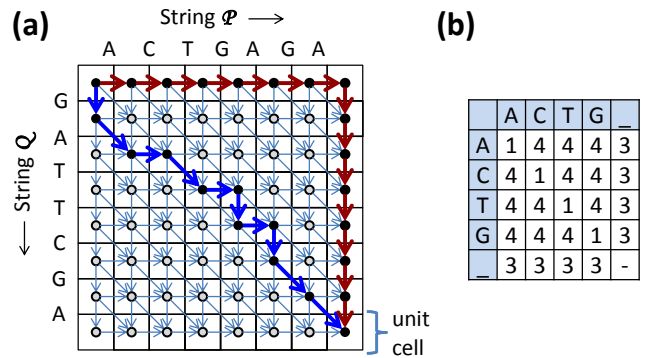 (a)
String P →
A C T G A G A
← String Q
G
A
T
T
C
G
A
unit
cell
(b)
A C T G _
A 1 4 4 4 3
C 4 1 4 4 3
T 4 4 1 4 3
G 4 4 4 1 3
_ 3 3 3 3 -